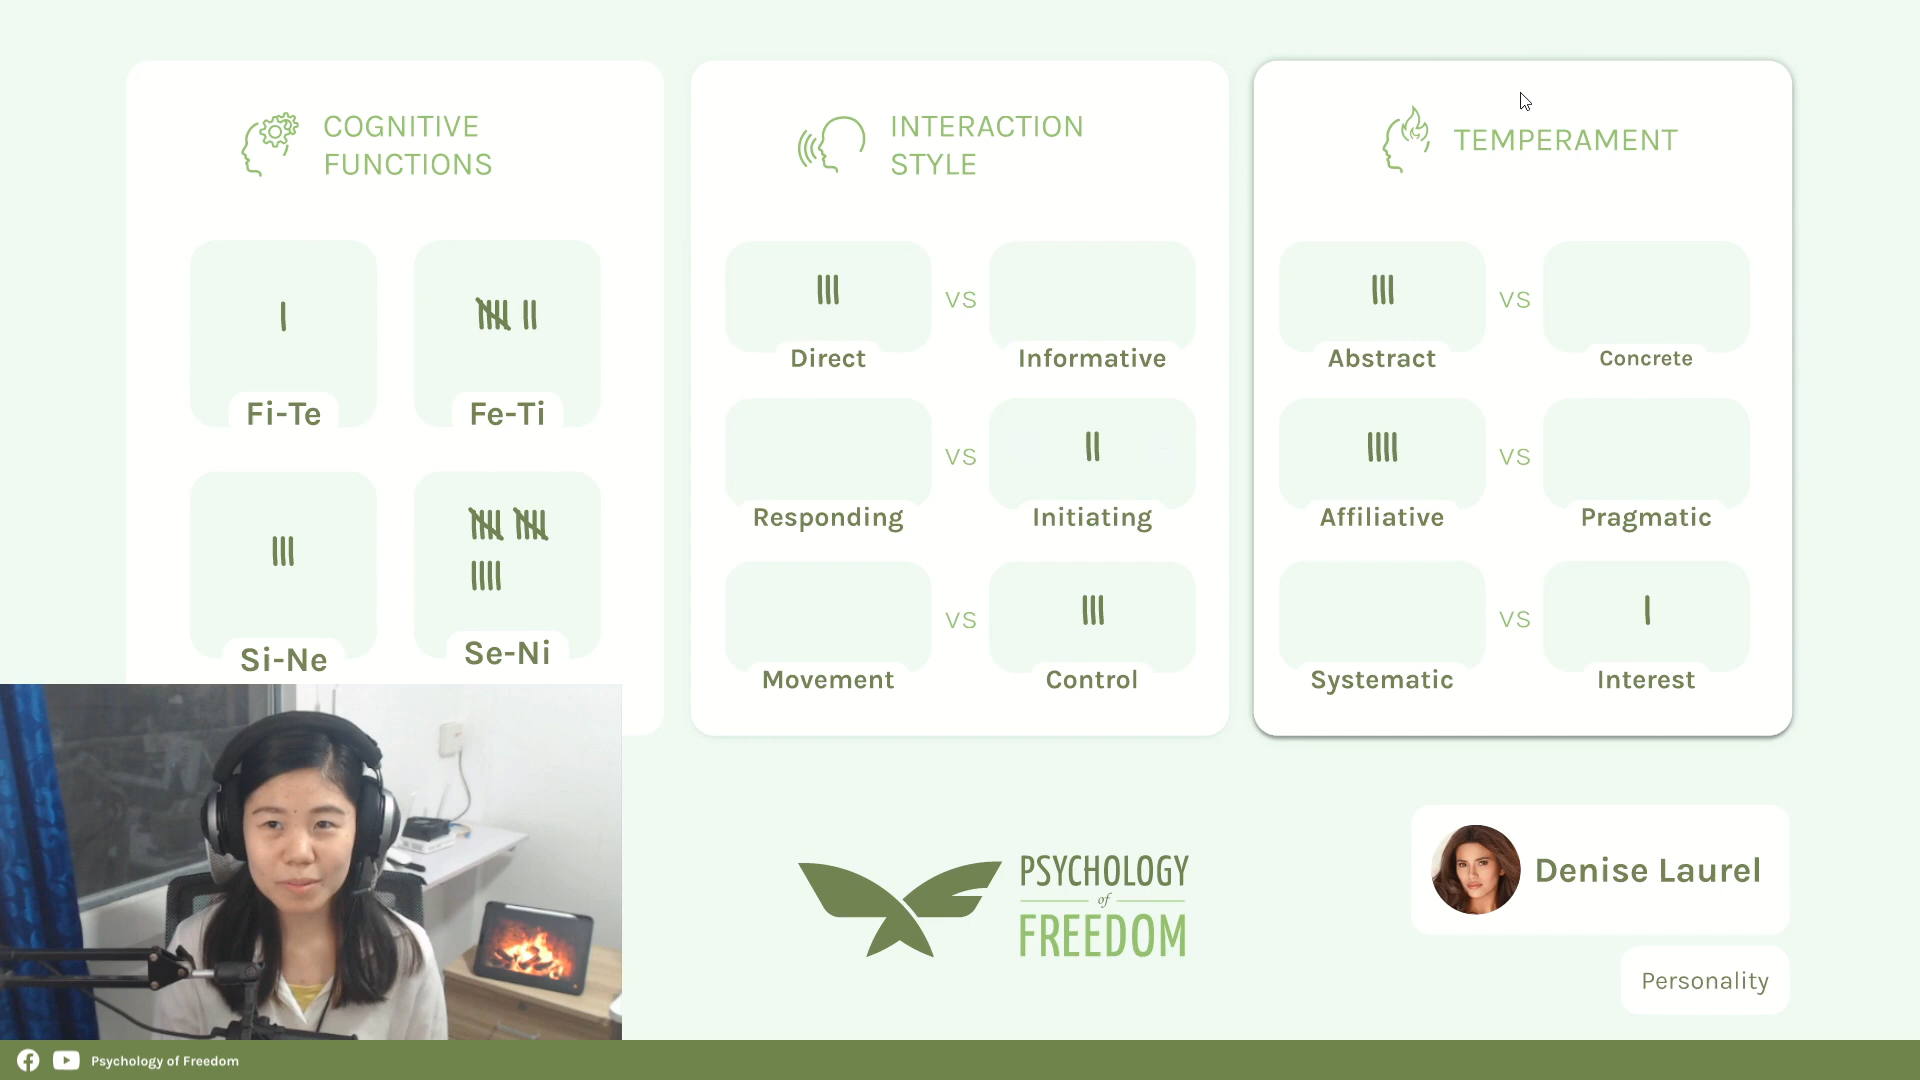 COGNITIVE
FUNCTIONS
Fi-Te
Fe-Ti
Si-Ne
Se-Ni
INTERACTION
STYLE
Direct
VS
Informative
Responding
VS
Initiating
Movement
VS
Control
TEMPERAMENT
Abstract
VS
Concrete
Affiliative
VS
Pragmatic
Systematic
VS
Interest
PSYCHOLOGY
of
FREEDOM
Denise Laurel
Personality
Psychology of Freedom